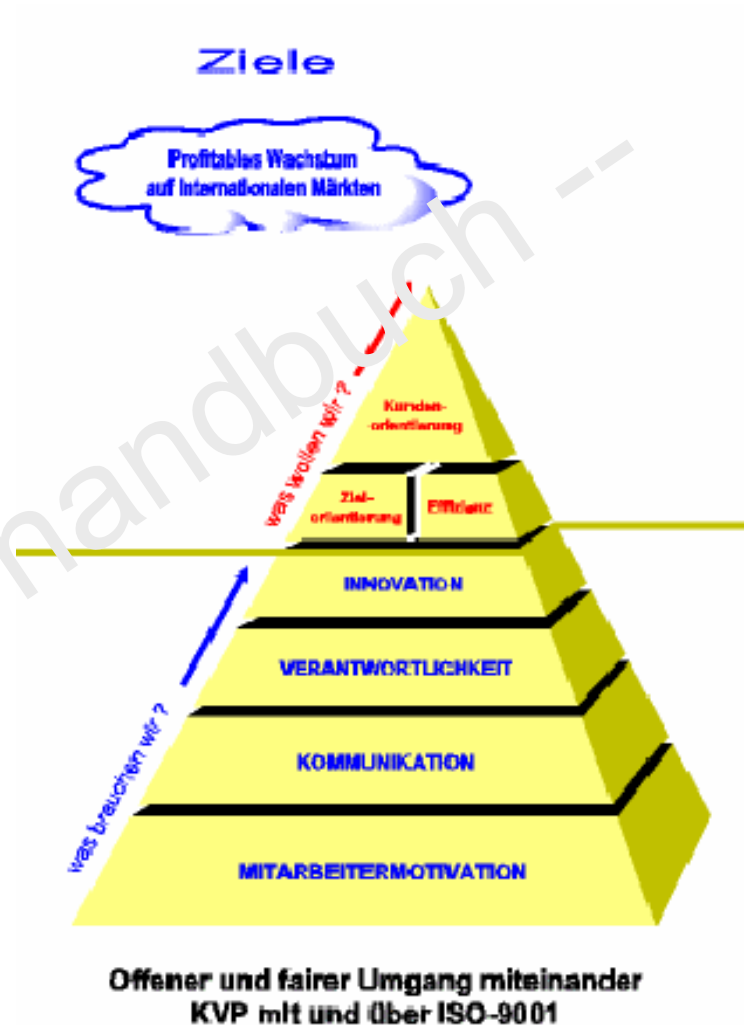 Ziele
Profitables Wachstum
auf Internationalen Märkten
was wollen wir ?
Kunden-
-orientierung
Ziel-
orientierung
Effizienz
INNOVATION
VERANTWORTLICHKEIT
KOMMUNIKATION
MITARBEITERMOTIVATION
was brauchen wir ?
Offener und fairer Umgang miteinander
KVP mit und über ISO-9001
handbuch --